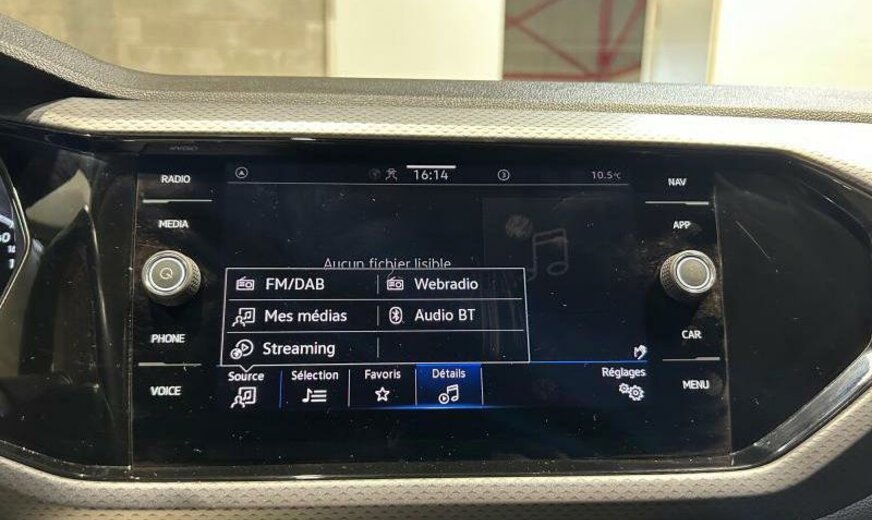 RADIO
MEDIA
PHONE
VOICE
16:14
3
10.5°C
Aucun fichier lisible
FM/DAB
Webradio
Mes médias
Audio BT
Streaming
Source
Sélection
Favoris
Détails
Réglages
NAV
APP
CAR
MENU